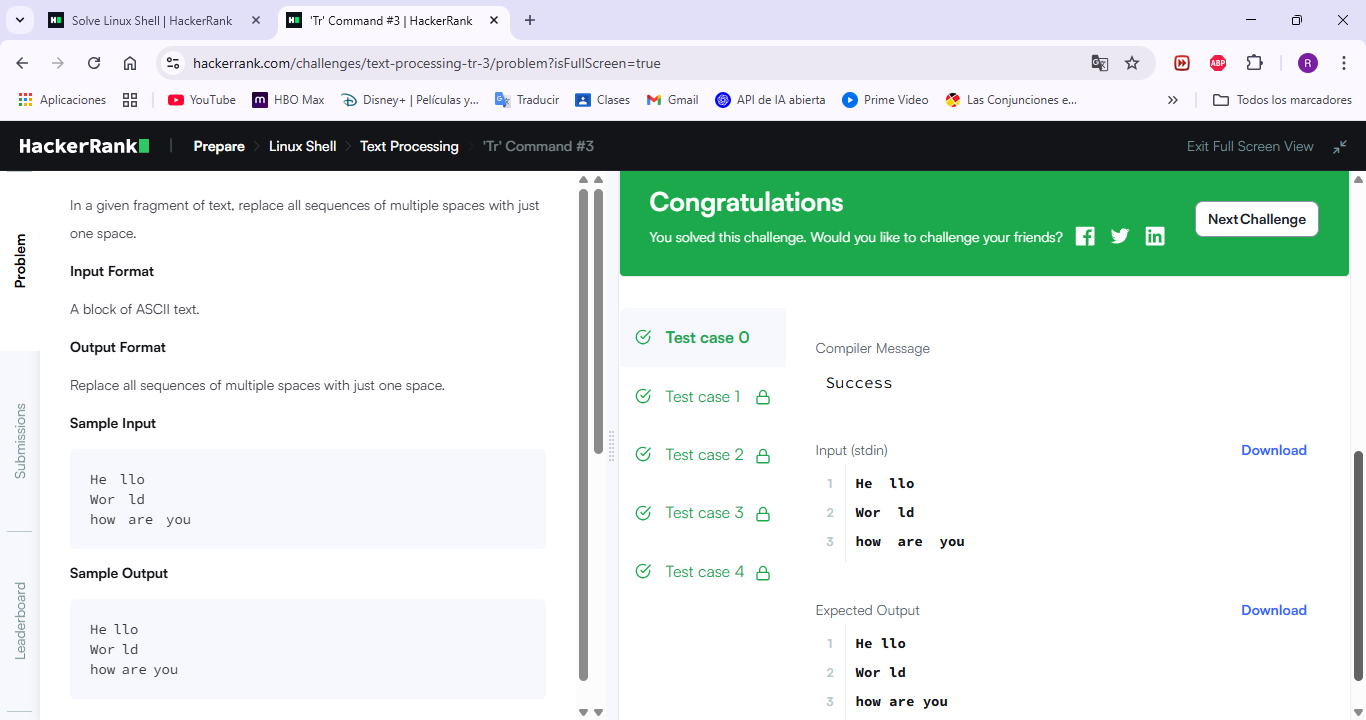 Solve Linux Shell | HackerRank
'Tr' Command #3 | HackerRank
hackerrank.com/challenges/text-processing-tr-3/problem?isFullScreen=true
ABP
R
Aplicaciones
YouTube
HBO Max
Disney+ | Películas y...
Traducir
Clases
Gmail
API de IA abierta
Prime Video
Las Conjunciones e...
Todos los marcadores
HackerRank
Prepare
Linux Shell
Text Processing
'Tr' Command #3
Exit Full Screen View
Problem
Submissions
Leaderboard
In a given fragment of text, replace all sequences of multiple spaces with just
one space.
Input Format
A block of ASCII text.
Output Format
Replace all sequences of multiple spaces with just one space.
Sample Input
He  llo
Wor  ld
how  are  you
Sample Output
He llo
Wor ld
how are you
Congratulations
You solved this challenge. Would you like to challenge your friends?
Next Challenge
Test case 0
Test case 1
Test case 2
Test case 3
Test case 4
Compiler Message
Success
Input (stdin)
Download
1 He  llo
2 Wor  ld
3 how  are  you
Expected Output
Download
1 He llo
2 Wor ld
3 how are you